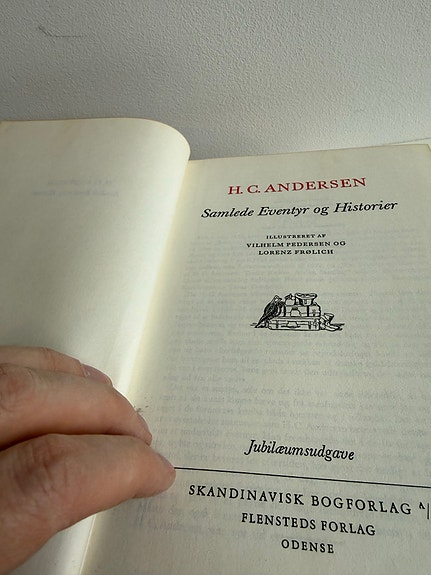 H. C. ANDERSEN
Samlede Eventyr og Historier
ILLUSTRERET AF
VILHELM PEDERSEN OG
LORENZ FRØLICH
Jubilæumsudgave
SKANDINAVISK BOGFORLAG A|
FLENSTEDS FORLAG
ODENSE